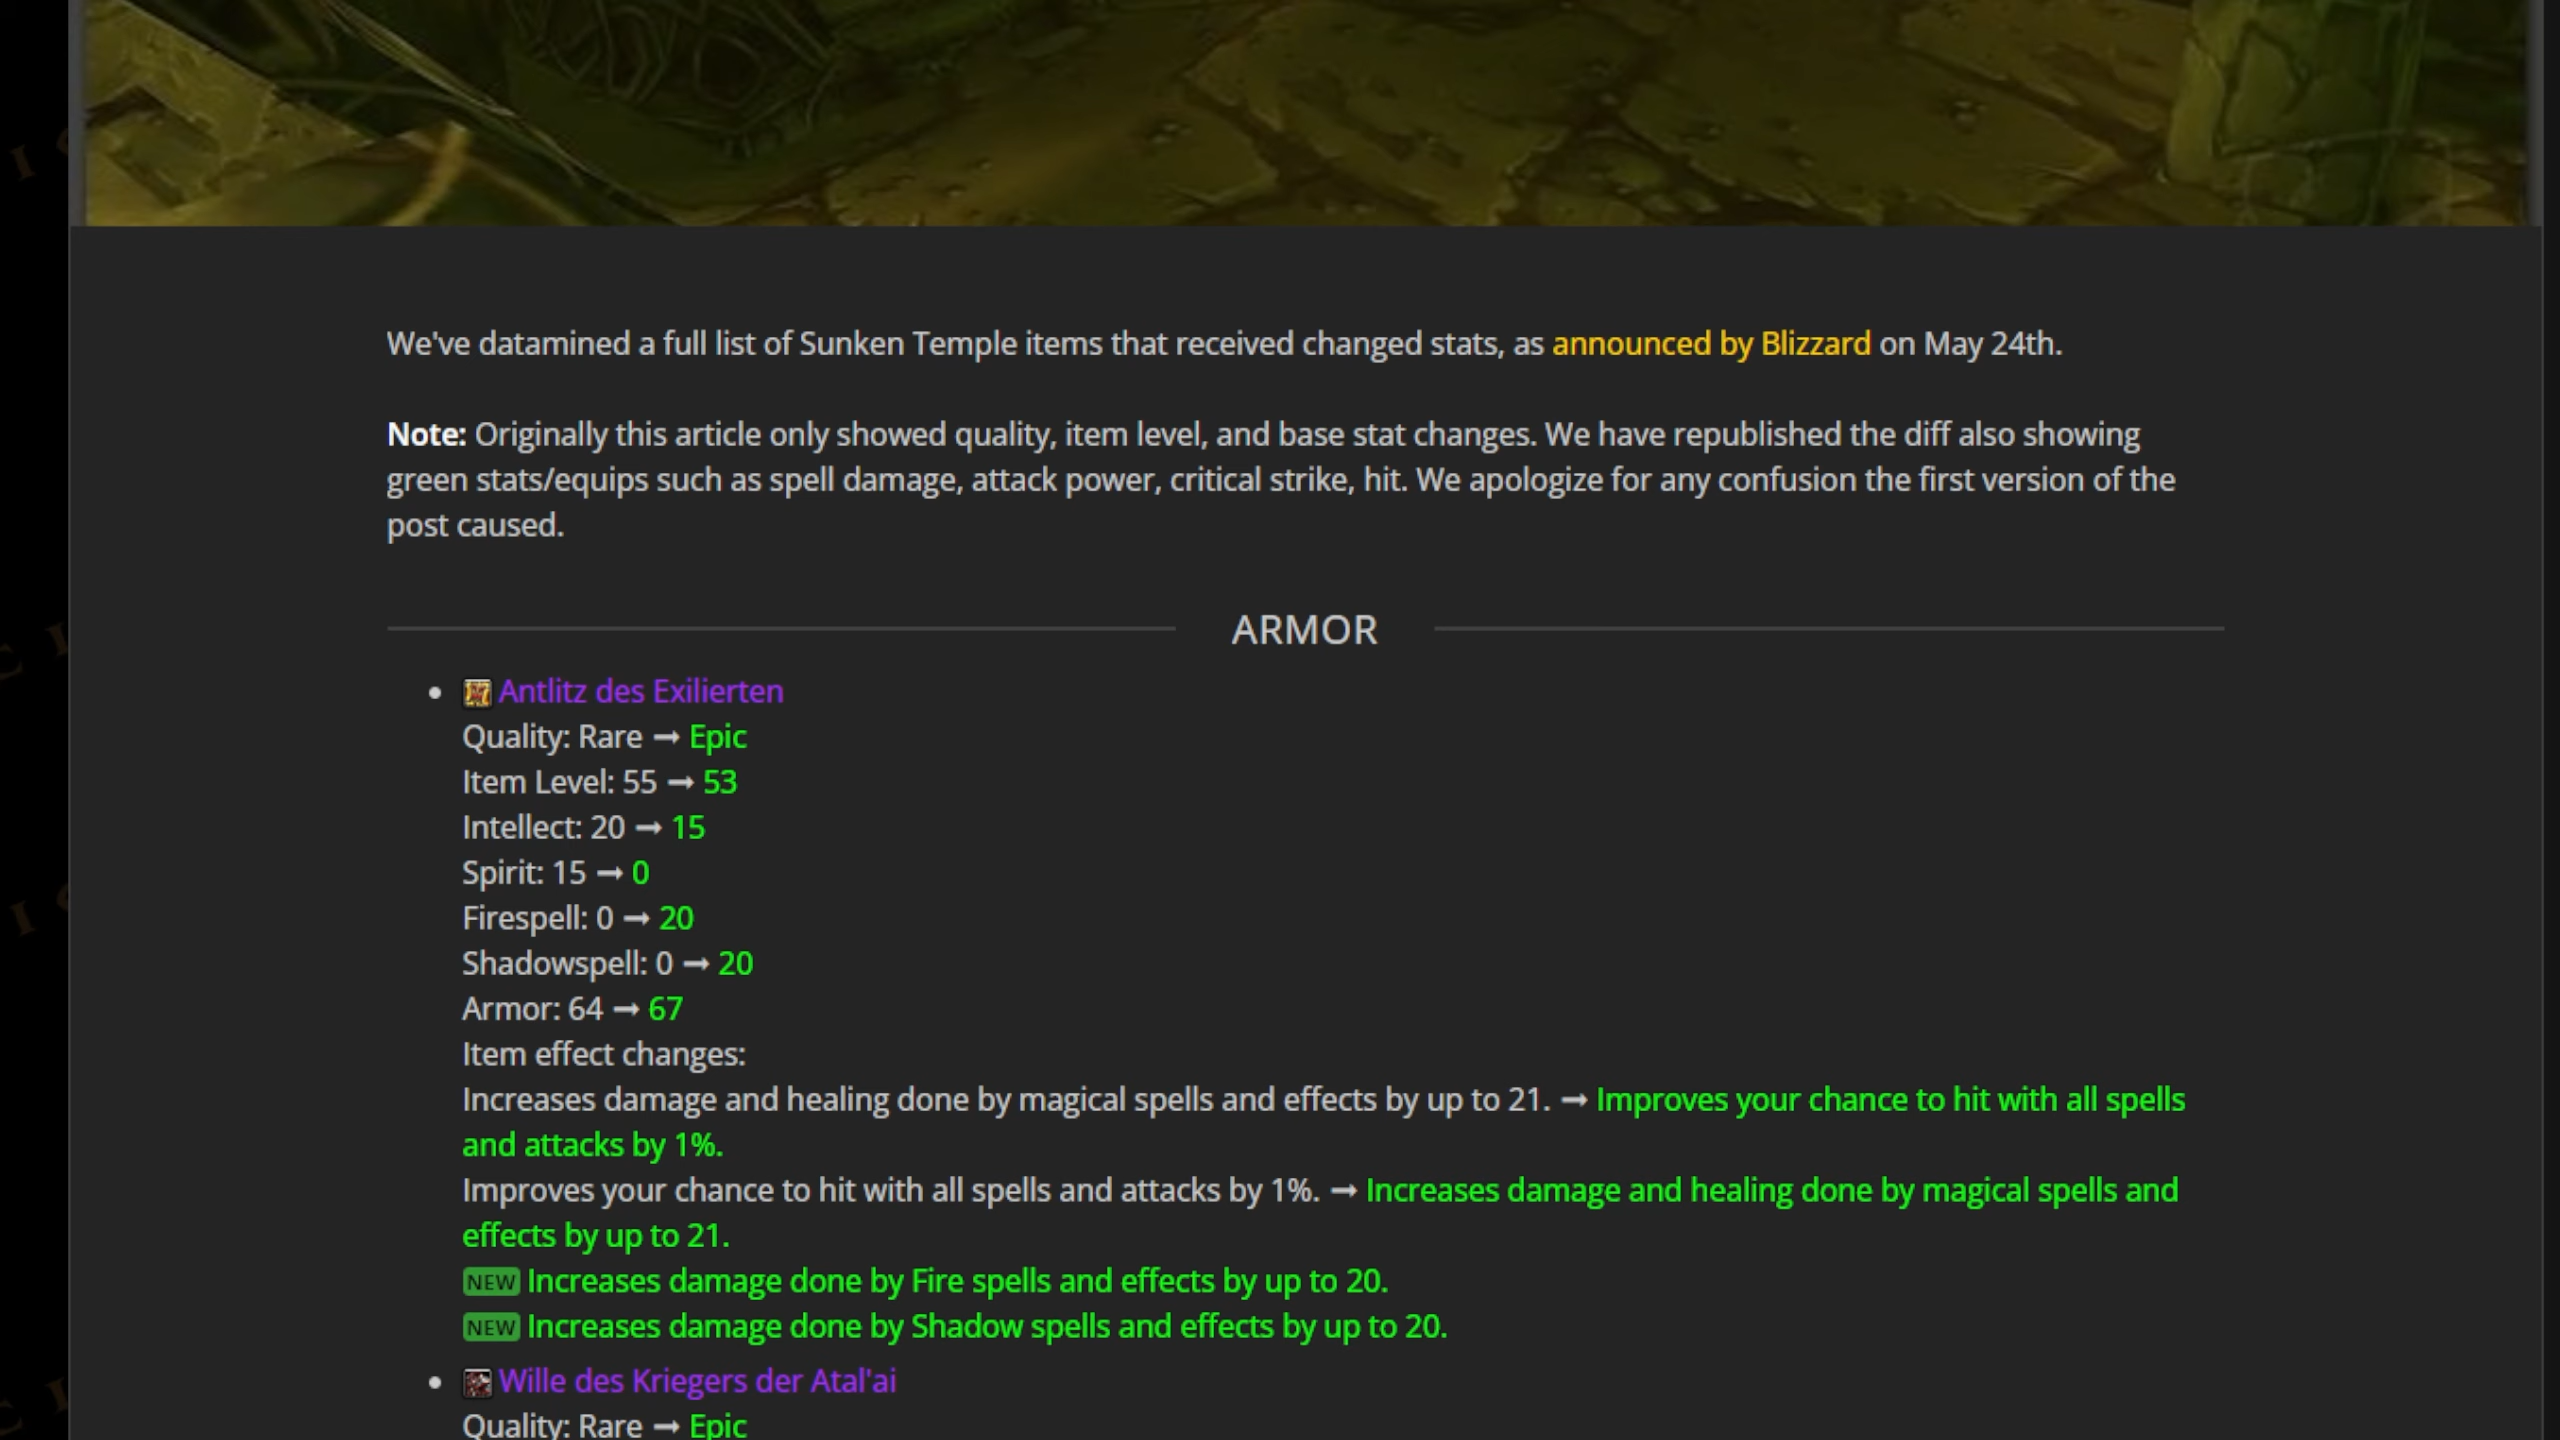 We've datamined a full list of Sunken Temple items that received changed stats, as announced by Blizzard on May 24th.
Note: Originally this article only showed quality, item level, and base stat changes. We have republished the diff also showing
green stats/equips such as spell damage, attack power, critical strike, hit. We apologize for any confusion the first version of the
post caused.
ARMOR
Antlitz des Exilierten
Quality: Rare → Epic
Item Level: 55 → 53
Intellect: 20 → 15
Spirit: 15 → 0
Firespell: 0 → 20
Shadowspell: 0 → 20
Armor: 64 → 67
Item effect changes:
Increases damage and healing done by magical spells and effects by up to 21. → Improves your chance to hit with all spells
and attacks by 1%.
Improves your chance to hit with all spells and attacks by 1%. → Increases damage and healing done by magical spells and
effects by up to 21.
NEW Increases damage done by Fire spells and effects by up to 20.
NEW Increases damage done by Shadow spells and effects by up to 20.
Wille des Kriegers der Atal'ai
Quality: Rare → Epic